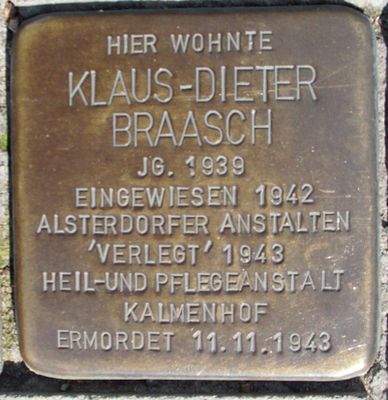 HIER WOHNTE
KLAUS-DIETER
BRAASCH
JG. 1939
EINGEWIESEN 1942
ALSTERDORFER ANSTALTEN
'VERLEGT' 1943
HEIL-UND PFLEGEANSTALT
KALMENHOF
ERMORDET 11.11.1943